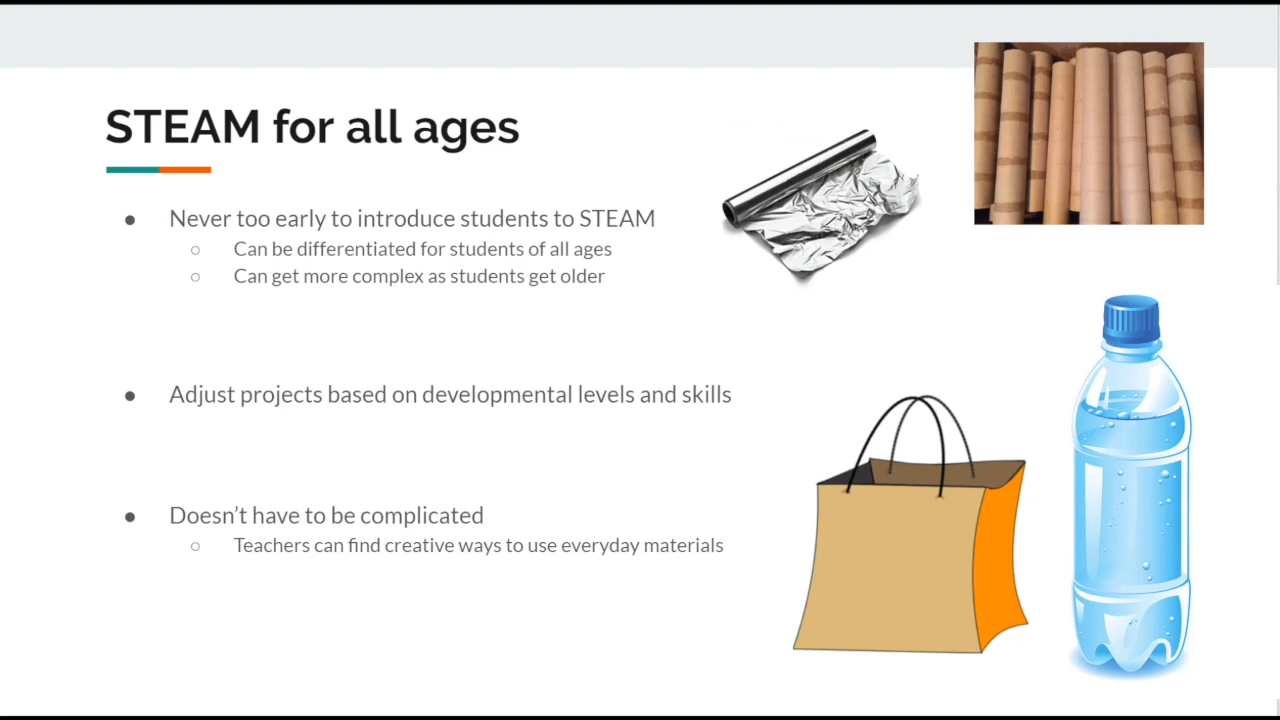 STEAM for all ages
● Never too early to introduce students to STEAM
○ Can be differentiated for students of all ages
○ Can get more complex as students get older
● Adjust projects based on developmental levels and skills
● Doesn’t have to be complicated
○ Teachers can find creative ways to use everyday materials